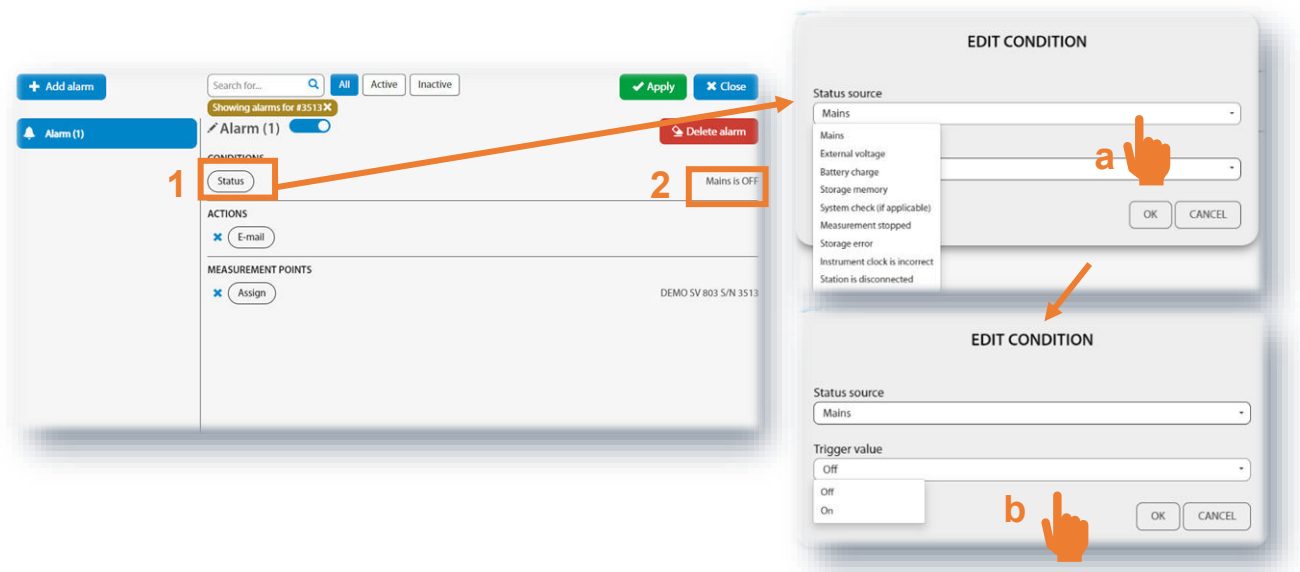 + Add alarm
Search for...
All
Active
Inactive
✔ Apply
✖ Close
Showing alarms for #3513 ✖
Alarm (1)
Alarm (1)
Delete alarm
CONDITIONS
1
Status
2
Mains is OFF
ACTIONS
✖ E-mail
MEASUREMENT POINTS
✖ Assign
DEMO SV 803 S/N 3513
EDIT CONDITION
Status source
Mains
Mains
External voltage
Battery charge
Storage memory
System check (if applicable)
Measurement stopped
Storage error
Instrument clock is incorrect
Station is disconnected
a
OK
CANCEL
EDIT CONDITION
Status source
Mains
Trigger value
Off
Off
On
b
OK
CANCEL